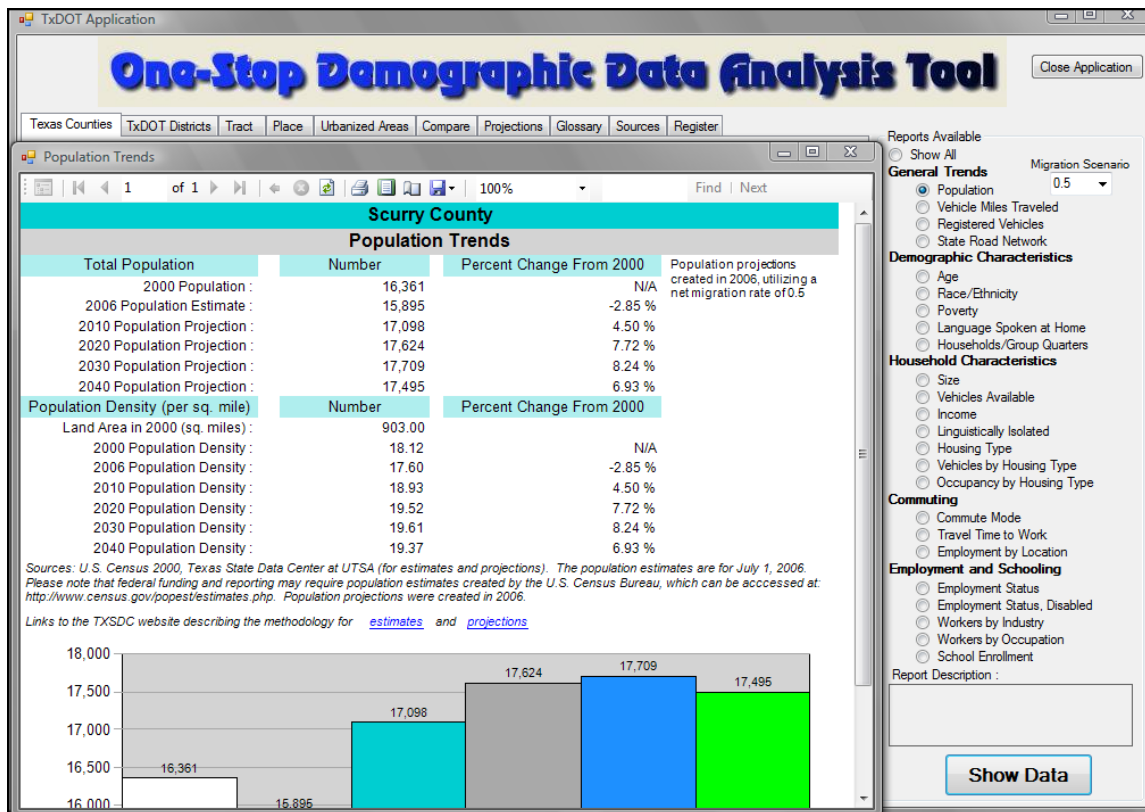 TxDOT Application
One-Stop Demographic Data Analysis Tool
Close Application
Texas Counties TxDOT Districts Tract Place Urbanized Areas Compare Projections Glossary Sources Register
Population Trends
1 of 1 100% Find | Next
Scurry County
Population Trends
Total Population Number Percent Change From 2000
2000 Population : 16,361 N/A
2006 Population Estimate : 15,895 -2.85 %
2010 Population Projection : 17,098 4.50 %
2020 Population Projection : 17,624 7.72 %
2030 Population Projection : 17,709 8.24 %
2040 Population Projection : 17,495 6.93 %
Population projections
created in 2006, utilizing a
net migration rate of 0.5
Population Density (per sq. mile) Number Percent Change From 2000
Land Area in 2000 (sq. miles) : 903.00
2000 Population Density : 18.12 N/A
2006 Population Density : 17.60 -2.85 %
2010 Population Density : 18.93 4.50 %
2020 Population Density : 19.52 7.72 %
2030 Population Density : 19.61 8.24 %
2040 Population Density : 19.37 6.93 %
Sources: U.S. Census 2000, Texas State Data Center at UTSA (for estimates and projections). The population estimates are for July 1, 2006.
Please note that federal funding and reporting may require population estimates created by the U.S. Census Bureau, which can be acccessed at:
http://www.census.gov/popest/estimates.php. Population projections were created in 2006.
Links to the TXSDC website describing the methodology for estimates and projections
18,000
17,500
17,000
16,500
16,000
16,361
15,895
17,098
17,624
17,709
17,495
Reports Available
Show All
Migration Scenario
0.5
General Trends
Population
Vehicle Miles Traveled
Registered Vehicles
State Road Network
Demographic Characteristics
Age
Race/Ethnicity
Poverty
Language Spoken at Home
Households/Group Quarters
Household Characteristics
Size
Vehicles Available
Income
Linguistically Isolated
Housing Type
Vehicles by Housing Type
Occupancy by Housing Type
Commuting
Commute Mode
Travel Time to Work
Employment by Location
Employment and Schooling
Employment Status
Employment Status, Disabled
Workers by Industry
Workers by Occupation
School Enrollment
Report Description :
Show Data